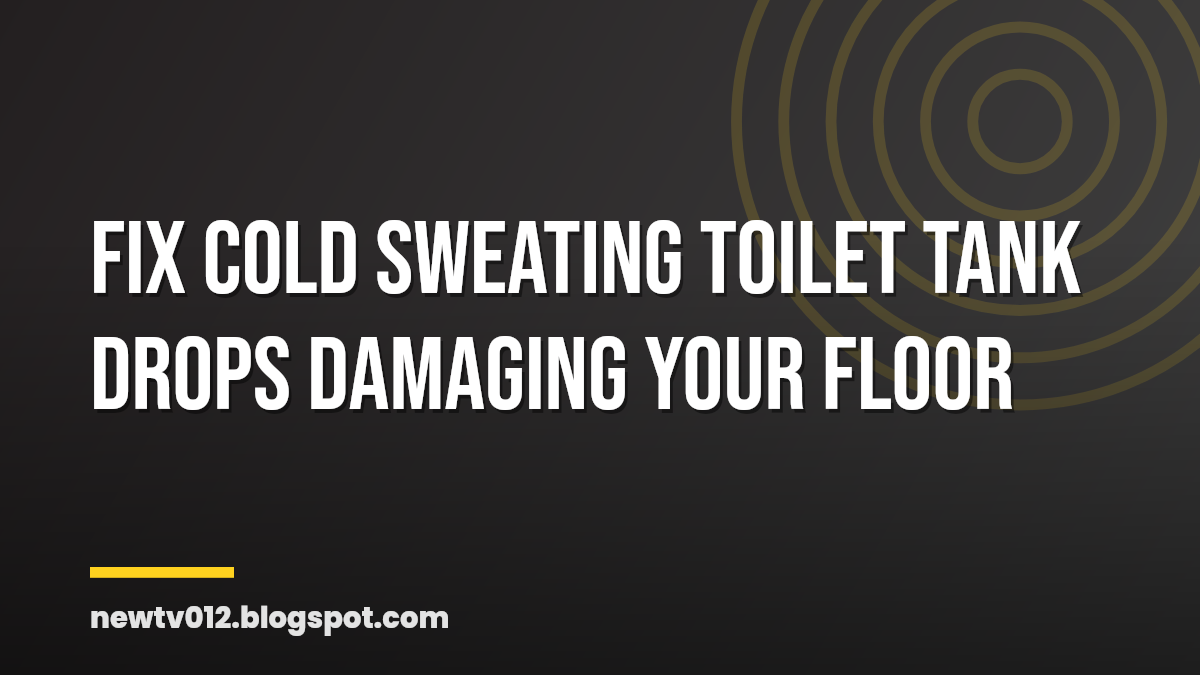 FIX COLD SWEATING TOILET TANK
DROPS DAMAGING YOUR FLOOR
newtv012.blogspot.com